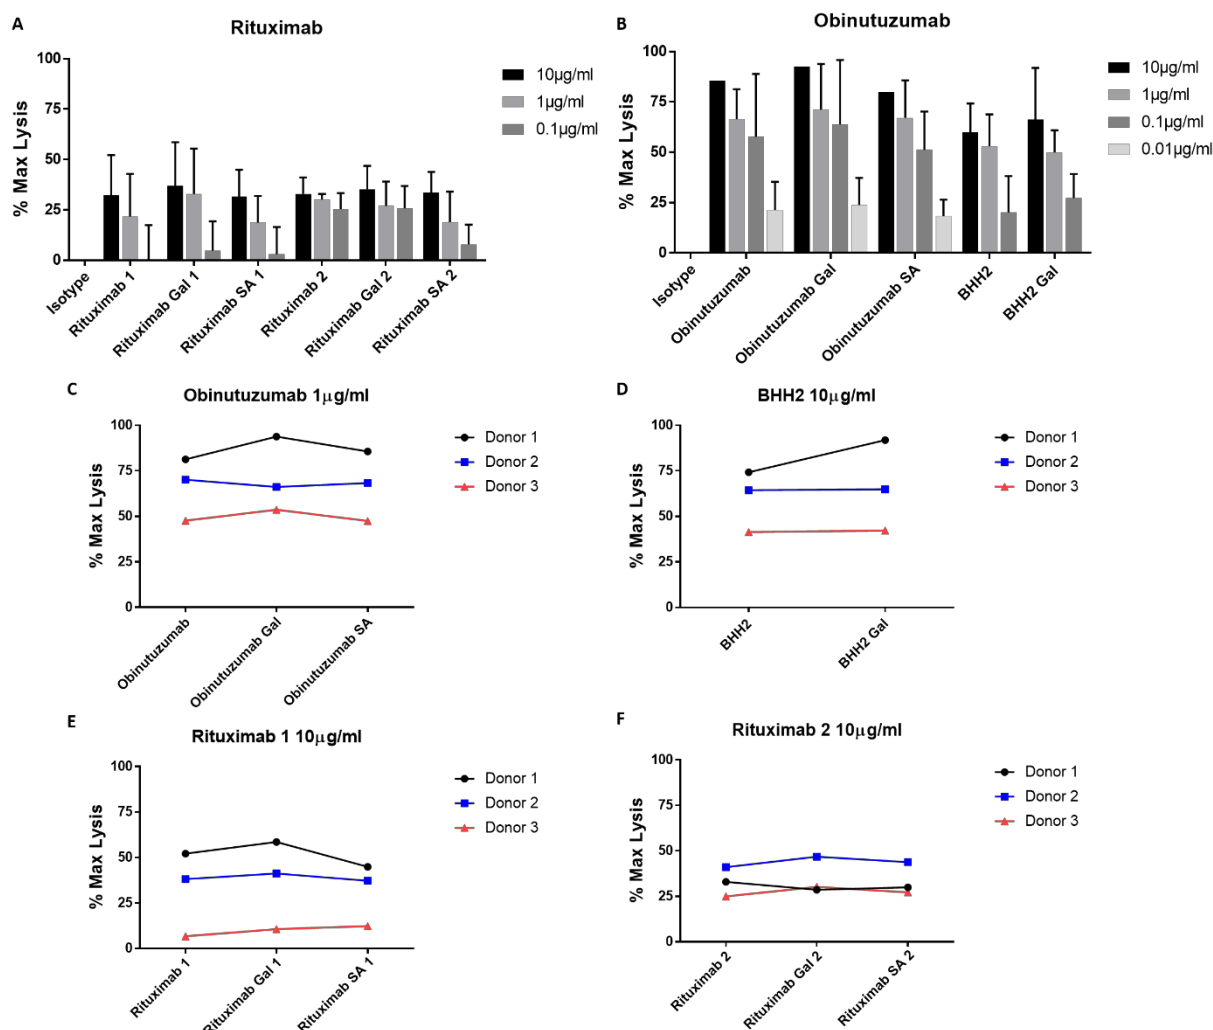 A
Rituximab
% Max Lysis
100
75
50
25
0
10µg/ml
1µg/ml
0.1µg/ml
Isotype
Rituximab 1
Rituximab Gal 1
Rituximab SA 1
Rituximab 2
Rituximab Gal 2
Rituximab SA 2
B
Obinutuzumab
% Max Lysis
100
75
50
25
0
10µg/ml
1µg/ml
0.1µg/ml
0.01µg/ml
Isotype
Obinutuzumab
Obinutuzumab Gal
Obinutuzumab SA
BHH2
BHH2 Gal
C
Obinutuzumab 1µg/ml
% Max Lysis
100
75
50
25
0
Donor 1
Donor 2
Donor 3
Obinutuzumab
Obinutuzumab Gal
Obinutuzumab SA
D
BHH2 10µg/ml
% Max Lysis
100
75
50
25
0
Donor 1
Donor 2
Donor 3
BHH2
BHH2 Gal
E
Rituximab 1 10µg/ml
% Max Lysis
100
75
50
25
0
Donor 1
Donor 2
Donor 3
Rituximab 1
Rituximab Gal 1
Rituximab SA 1
F
Rituximab 2 10µg/ml
% Max Lysis
100
75
50
25
0
Donor 1
Donor 2
Donor 3
Rituximab 2
Rituximab Gal 2
Rituximab SA 2